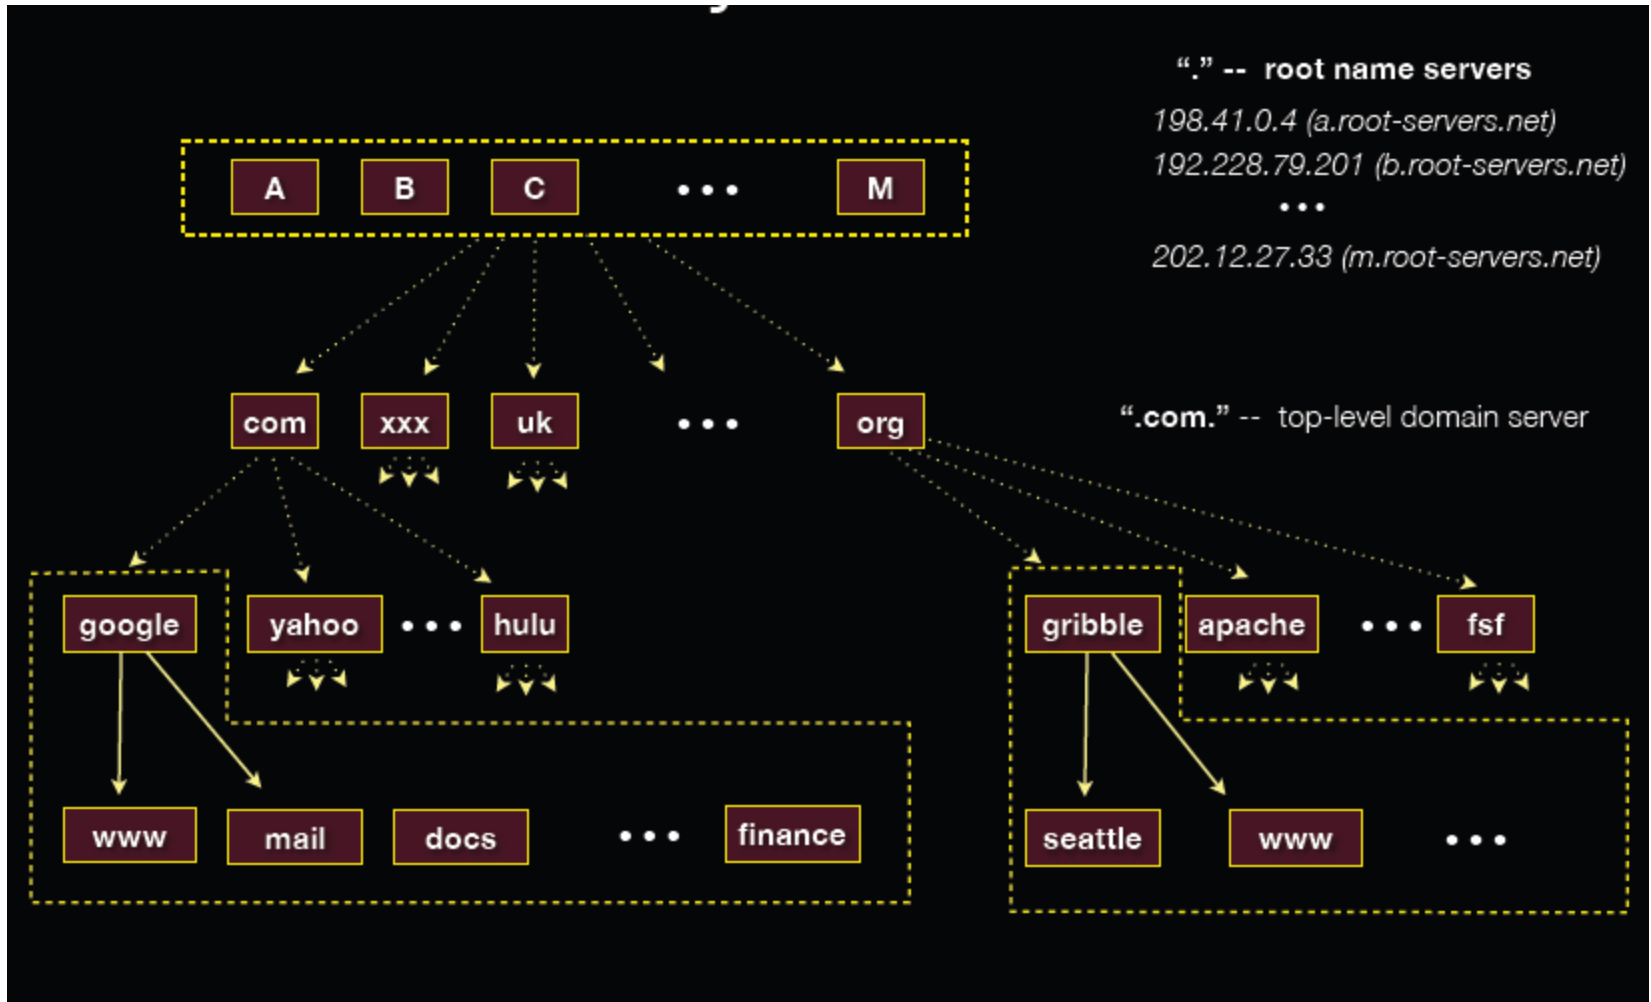 “.” -- root name servers
198.41.0.4 (a.root-servers.net)
192.228.79.201 (b.root-servers.net)
•••
202.12.27.33 (m.root-servers.net)
A B C ••• M
com xxx uk ••• org
“.com.” -- top-level domain server
google yahoo ••• hulu
gribble apache ••• fsf
www mail docs ••• finance
seattle www •••